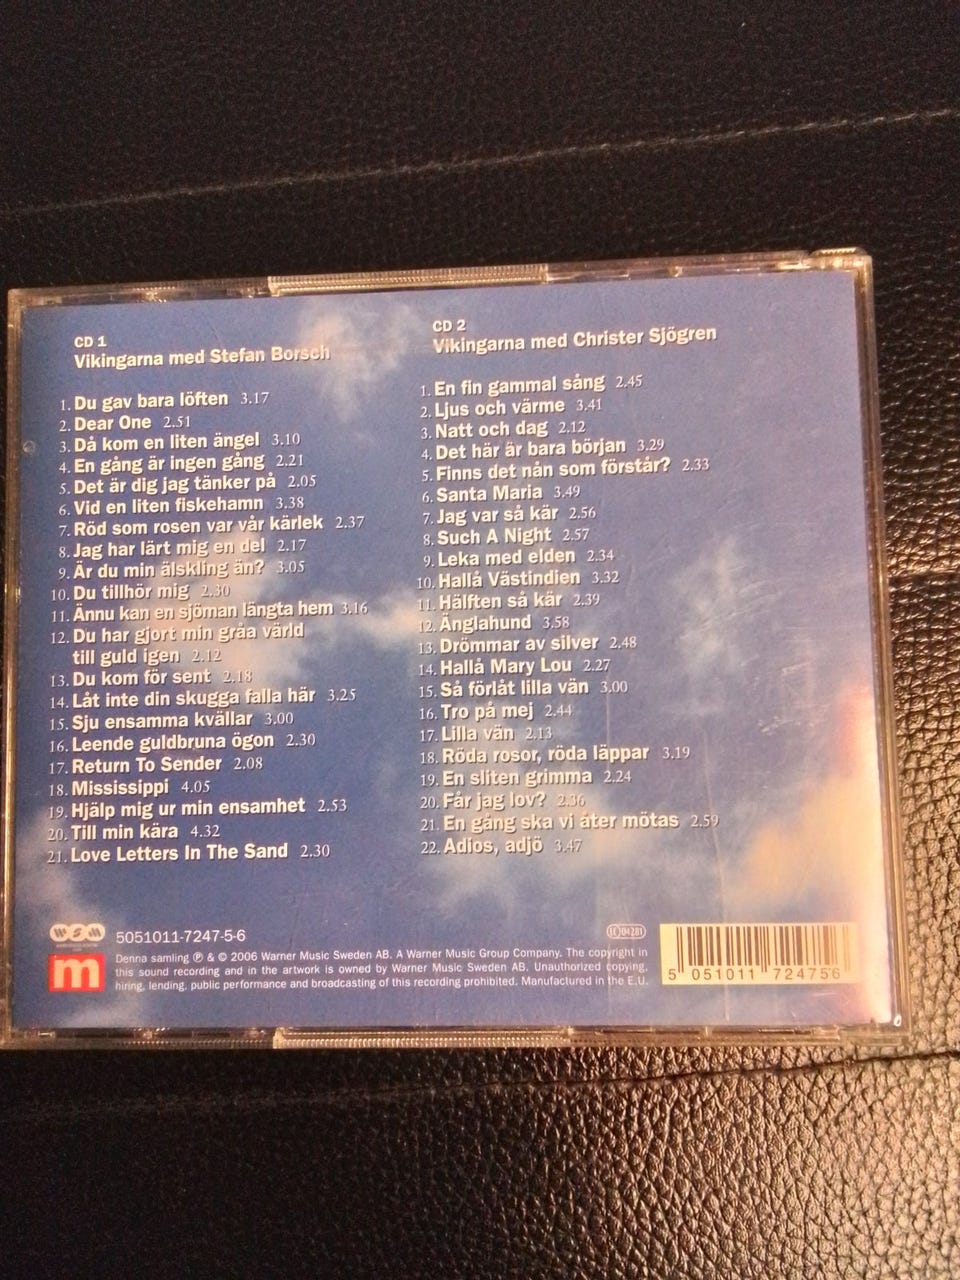 CD 1
Vikingarna med Stefan Borsch
1. Du gav bara löften 3.17
2. Dear One 2.51
3. Då kom en liten ängel 3.10
4. En gång är ingen gång 2.21
5. Det är dig jag tänker på 2.05
6. Vid en liten fiskehamn 3.38
7. Röd som rosen var vår kärlek 2.37
8. Jag har lärt mig en del 2.17
9. Är du min älskling än? 3.05
10. Du tillhör mig 2.30
11. Ännu kan en sjöman längta hem 3.16
12. Du har gjort min gråa värld
till guld igen 2.12
13. Du kom för sent 2.18
14. Låt inte din skugga falla här 3.25
15. Sju ensamma kvällar 3.00
16. Leende guldbruna ögon 2.30
17. Return To Sender 2.08
18. Mississippi 4.05
19. Hjälp mig ur min ensamhet 2.53
20. Till min kära 4.32
21. Love Letters In The Sand 2.30
CD 2
Vikingarna med Christer Sjögren
1. En fin gammal sång 2.45
2. Ljus och värme 3.41
3. Natt och dag 2.12
4. Det här är bara början 3.29
5. Finns det nån som förstår? 2.33
6. Santa Maria 3.49
7. Jag var så kär 2.56
8. Such A Night 2.57
9. Leka med elden 2.34
10. Hallå Västindien 3.32
11. Hälften så kär 2.39
12. Änglahund 3.58
13. Drömmar av silver 2.48
14. Hallå Mary Lou 2.27
15. Så förlåt lilla vän 3.00
16. Tro på mej 2.44
17. Lilla vän 2.13
18. Röda rosor, röda läppar 3.19
19. En sliten grimma 2.24
20. Får jag lov? 2.36
21. En gång ska vi åter mötas 2.59
22. Adios, adjö 3.47
WSM
5051011-7247-5-6
LC 04281
m
Denna samling ℗ & © 2006 Warner Music Sweden AB. A Warner Music Group Company. The copyright in
this sound recording and in the artwork is owned by Warner Music Sweden AB. Unauthorized copying,
hiring, lending, public performance and broadcasting of this recording prohibited. Manufactured in the E.U.
5 051011 724756